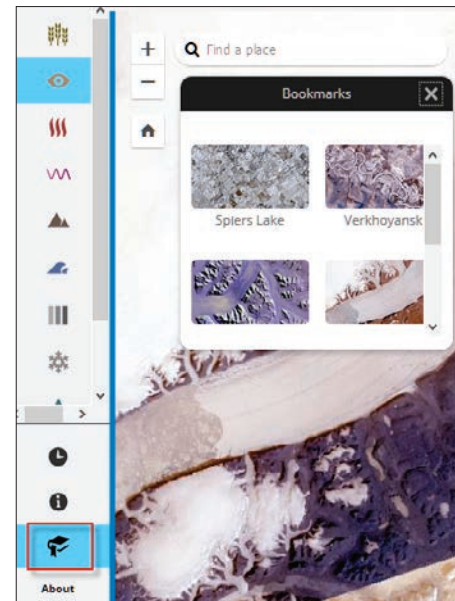 Find a place
Bookmarks
Spiers Lake
Verkhoyansk
About